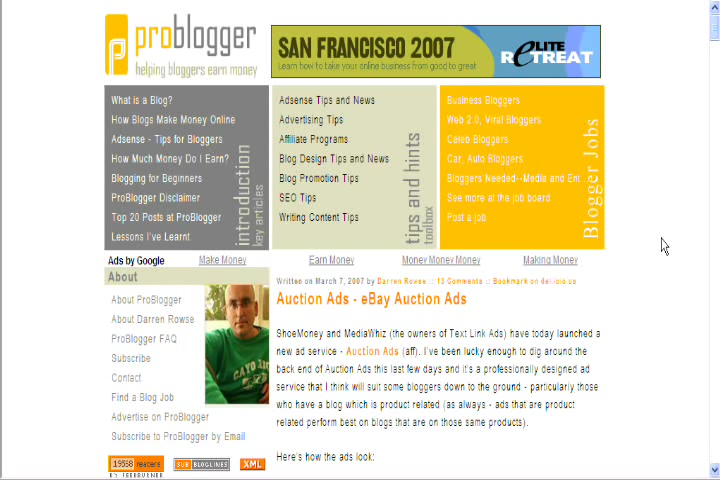 problogger
helping bloggers earn money
SAN FRANCISCO 2007
Learn how to take your online business from good to great
ELITE
RETREAT
What is a Blog?
How Blogs Make Money Online
Adsense - Tips for Bloggers
How Much Money Do I Earn?
Blogging for Beginners
ProBlogger Disclaimer
Top 20 Posts at ProBlogger
Lessons I've Learnt
introduction
key articles
Adsense Tips and News
Advertising Tips
Affiliate Programs
Blog Design Tips and News
Blog Promotion Tips
SEO Tips
Writing Content Tips
tips and hints
toolbox
Business Bloggers
Web 2.0, Viral Bloggers
Celeb Bloggers
Car, Auto Bloggers
Bloggers Needed--Media and Ent...
See more at the job board
Post a job
Blogger Jobs
Ads by Google Make Money Earn Money Money Money Money Making Money
About
About ProBlogger
About Darren Rowse
ProBlogger FAQ
Subscribe
Contact
Find a Blog Job
Advertise on ProBlogger
Subscribe to ProBlogger by Email
CAYO
19558 readers
BY FEEDBURNER
SUB BLOGLINES
XML
Written on March 7, 2007 by Darren Rowse :: 13 Comments :: Bookmark on del.icio.us
Auction Ads - eBay Auction Ads
ShoeMoney and MediaWhiz (the owners of Text Link Ads) have today launched a
new ad service - Auction Ads (aff). I've been lucky enough to dig around the
back end of Auction Ads this last few days and it's a professionally designed ad
service that I think will suit some bloggers down to the ground - particularly those
who have a blog which is product related (as always - ads that are product
related perform best on blogs that are on those same products).
Here's how the ads look: